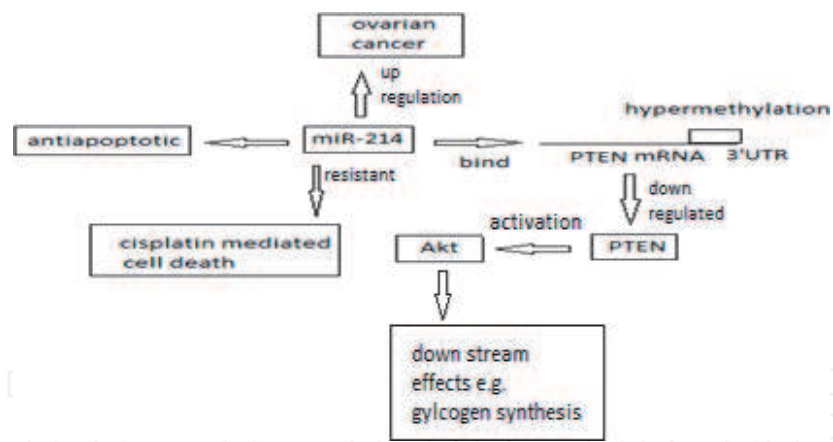 ovarian
cancer
up
regulation
hypermethylation
antiapoptotic
miR-214
bind
PTEN mRNA 3'UTR
resistant
down
regulated
cisplatin mediated
cell death
activation
Akt
PTEN
down stream
effects e.g.
gylcogen synthesis